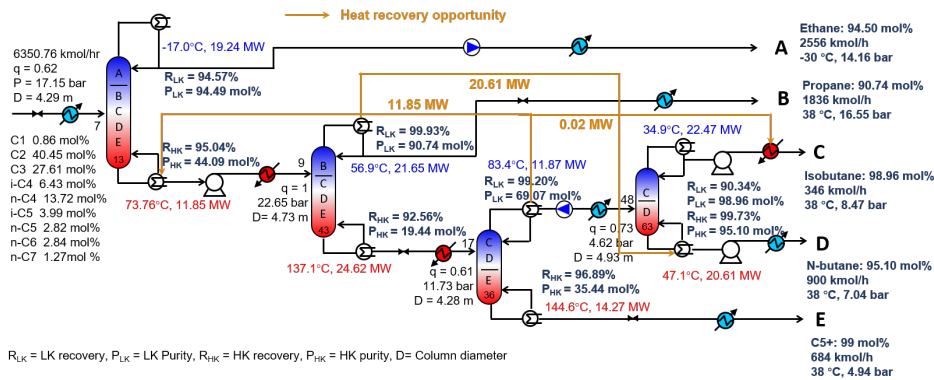 Heat recovery opportunity
6350.76 kmol/hr
q = 0.62
P = 17.15 bar
D = 4.29 m
7
C1 0.86 mol%
C2 40.45 mol%
C3 27.61 mol%
i-C4 6.43 mol%
n-C4 13.72 mol%
i-C5 3.99 mol%
n-C5 2.82 mol%
n-C6 2.84 mol%
n-C7 1.27mol %
A
B
C
D
E
13
-17.0°C, 19.24 MW
RLK = 94.57%
PLK = 94.49 mol%
RHK = 95.04%
PHK = 44.09 mol%
73.76°C, 11.85 MW
11.85 MW
20.61 MW
0.02 MW
9
q = 1
22.65 bar
D= 4.73 m
B
C
D
E
43
RLK = 99.93%
PLK = 90.74 mol%
56.9°C, 21.65 MW
RHK = 92.56%
PHK = 19.44 mol%
137.1°C, 24.62 MW
17
q = 0.61
11.73 bar
D = 4.28 m
C
D
E
36
83.4°C, 11.87 MW
RLK = 99.20%
PLK = 69.07 mol%
RHK = 96.89%
PHK = 35.44 mol%
144.6°C, 14.27 MW
48
q = 0.73
4.62 bar
D = 4.93 m
C
D
63
34.9°C, 22.47 MW
RLK = 90.34%
PLK = 98.96 mol%
RHK = 99.73%
PHK = 95.10 mol%
47.1°C, 20.61 MW
A
Ethane: 94.50 mol%
2556 kmol/h
-30 °C, 14.16 bar
B
Propane: 90.74 mol%
1836 kmol/h
38 °C, 16.55 bar
C
Isobutane: 98.96 mol%
346 kmol/h
38 °C, 8.47 bar
D
N-butane: 95.10 mol%
900 kmol/h
38 °C, 7.04 bar
E
C5+: 99 mol%
684 kmol/h
38 °C, 4.94 bar
RLK = LK recovery, PLK = LK Purity, RHK = HK recovery, PHK = HK purity, D= Column diameter